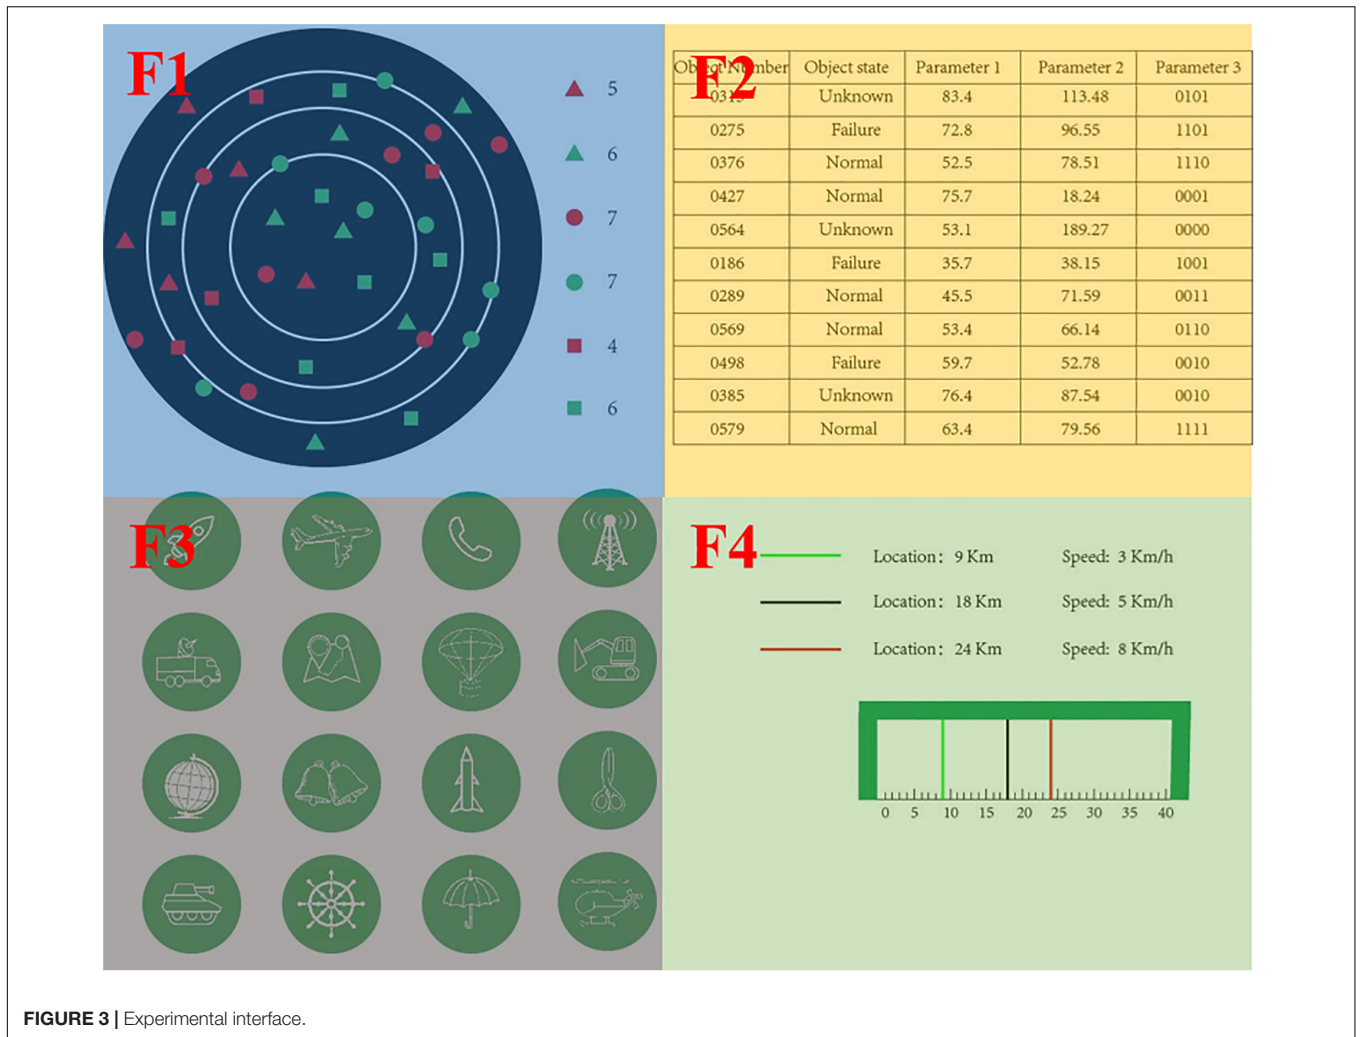 F1
5
6
7
7
4
6
F2
Object Number Object state Parameter 1 Parameter 2 Parameter 3
Unknown 83.4 113.48 0101
0275 Failure 72.8 96.55 1101
0376 Normal 52.5 78.51 1110
0427 Normal 75.7 18.24 0001
0564 Unknown 53.1 189.27 0000
0186 Failure 35.7 38.15 1001
0289 Normal 45.5 71.59 0011
0569 Normal 53.4 66.14 0110
0498 Failure 59.7 52.78 0010
0385 Unknown 76.4 87.54 0010
0579 Normal 63.4 79.56 1111
F3
F4
Location: 9 Km Speed: 3 Km/h
Location: 18 Km Speed: 5 Km/h
Location: 24 Km Speed: 8 Km/h
0 5 10 15 20 25 30 35 40
FIGURE 3 | Experimental interface.